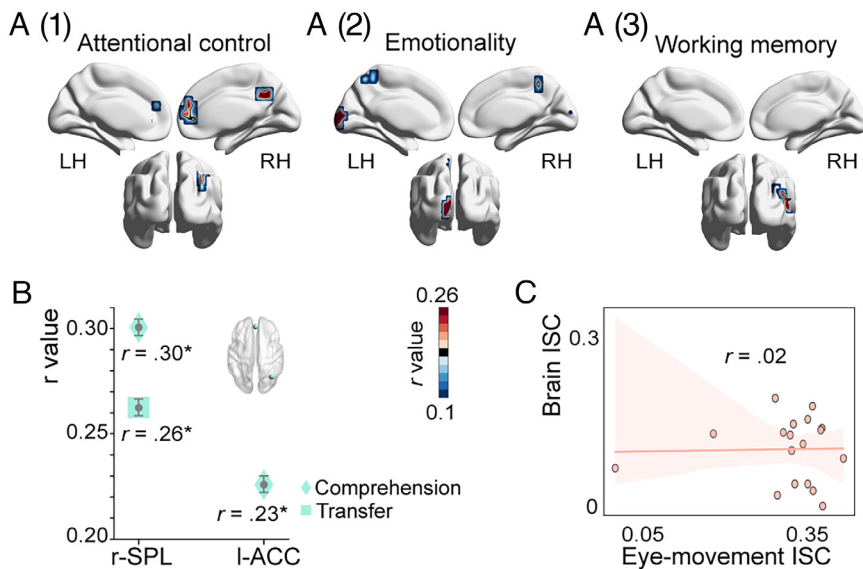 A (1)
Attentional control
LH
RH
A (2)
Emotionality
LH
RH
A (3)
Working memory
LH
RH
B
r value
0.30
0.25
0.20
r = .30*
r = .26*
r = .23*
r-SPL
l-ACC
Comprehension
Transfer
0.26
r value
0.1
C
Brain ISC
0.3
0
r = .02
0.05
0.35
Eye-movement ISC